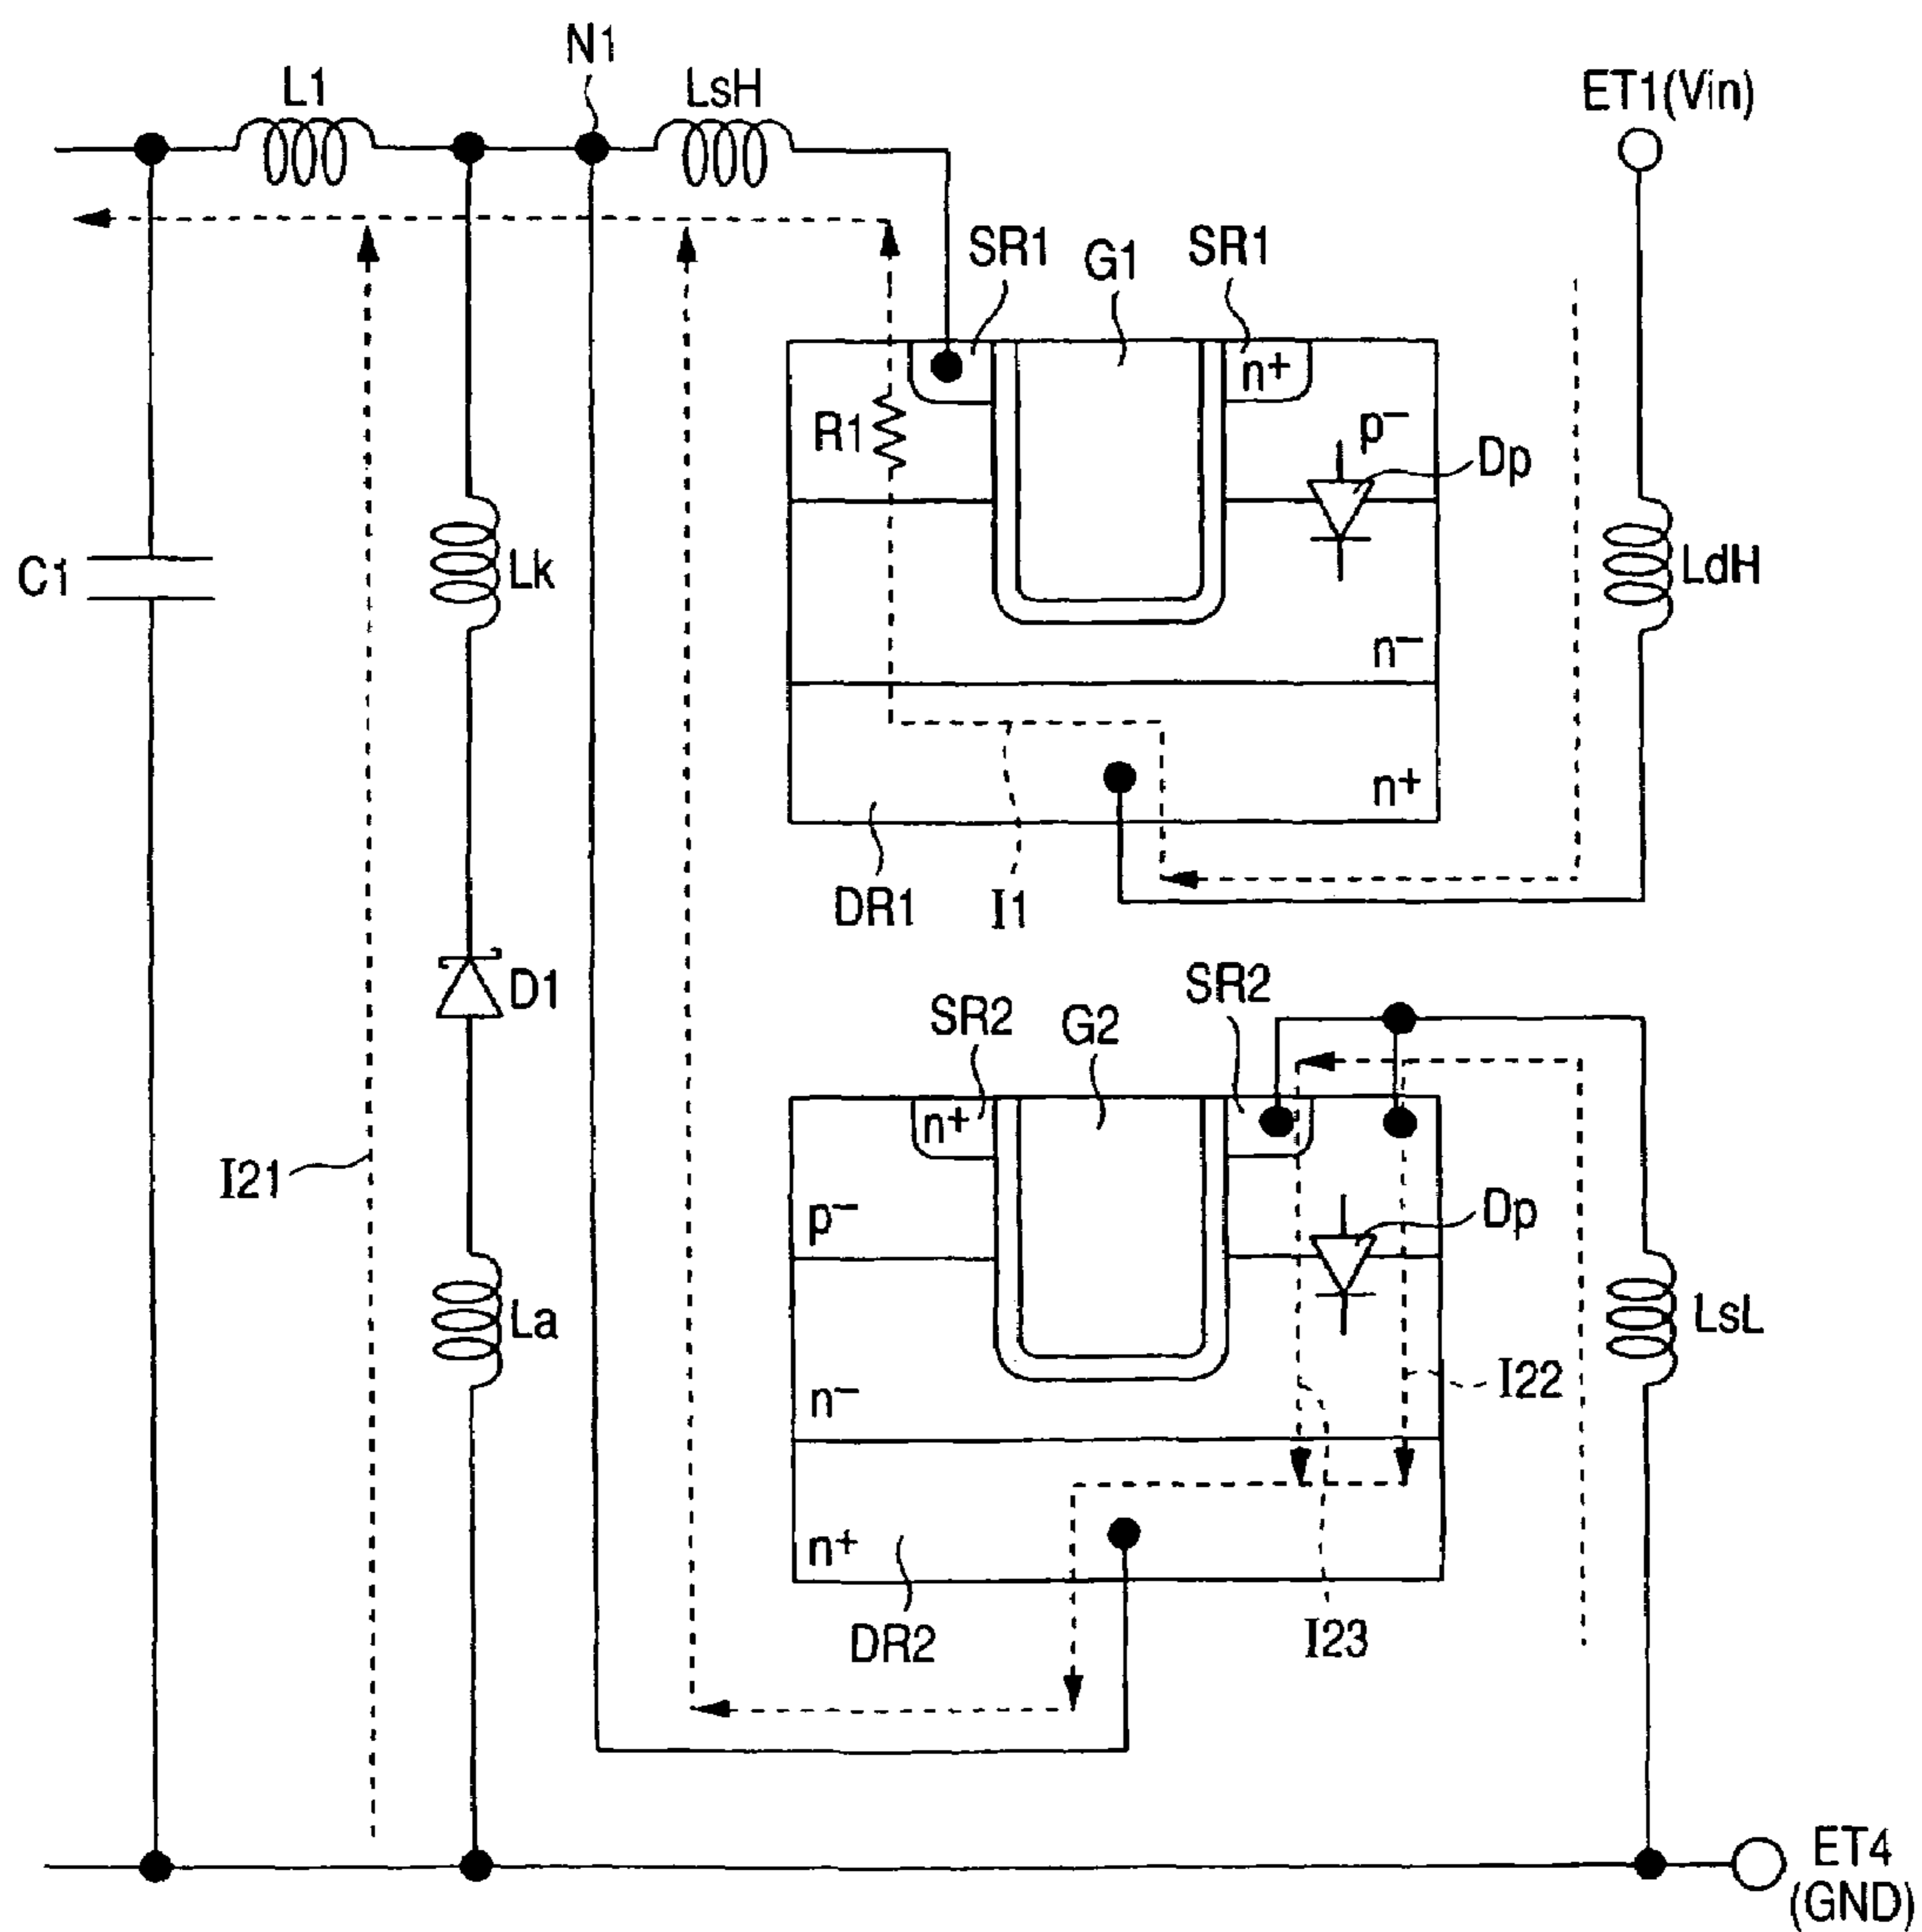 N1
L1
LsH
ET1(Vin)
SR1
G1
SR1
n+
R1
p−
Dp
C1
Lk
LdH
n−
n+
DR1
I1
D1
SR2
SR2
G2
n+
I21
p−
Dp
La
LsL
I22
n−
n+
DR2
I23
ET4
(GND)